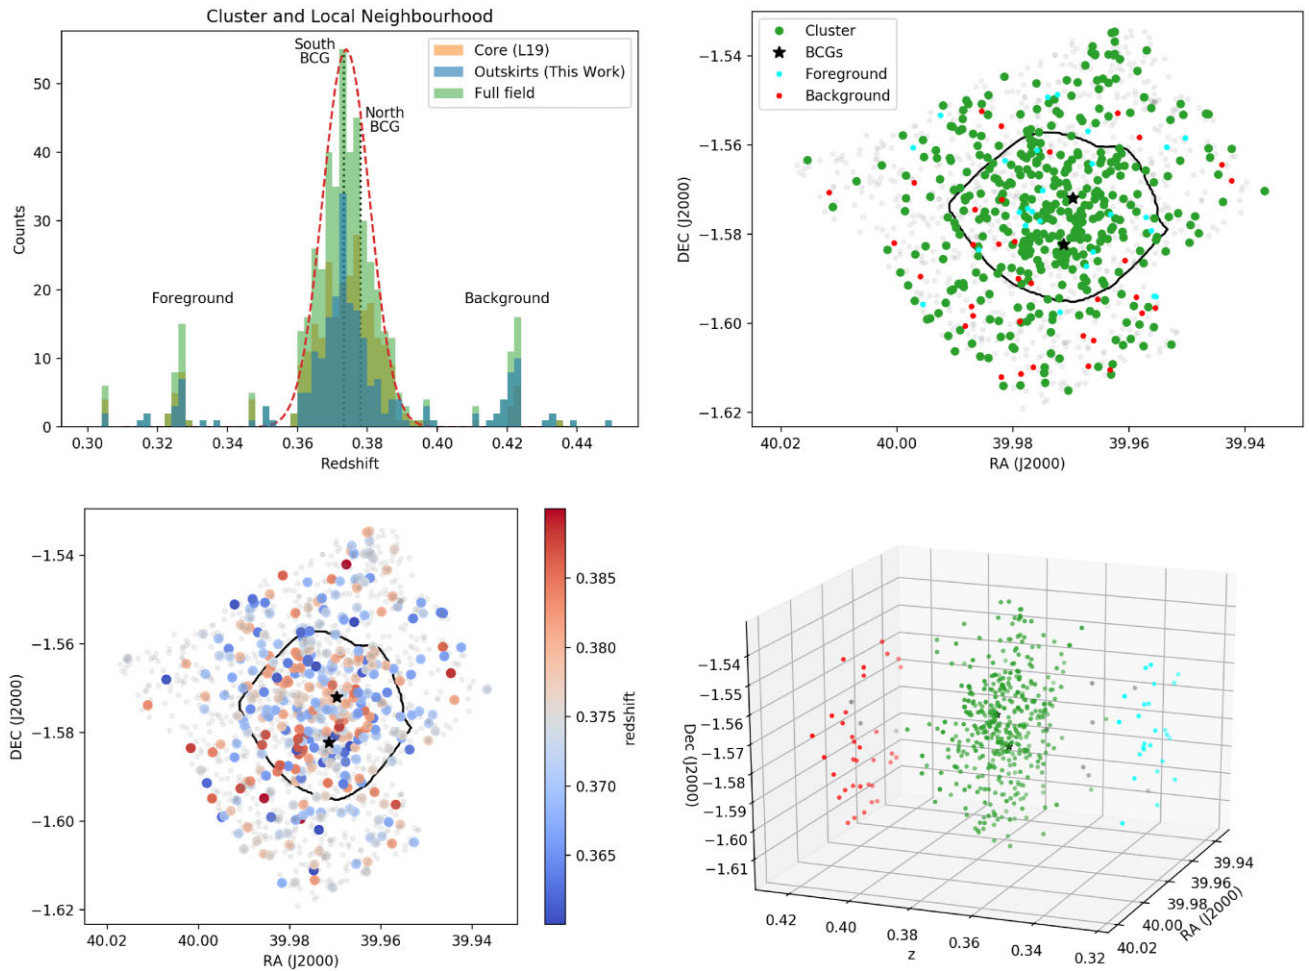 Cluster and Local Neighbourhood
Counts
50
40
30
20
10
0
South
BCG
North
BCG
Foreground
Background
Core (L19)
Outskirts (This Work)
Full field
0.30 0.32 0.34 0.36 0.38 0.40 0.42 0.44
Redshift
DEC (J2000)
−1.54
−1.56
−1.58
−1.60
−1.62
Cluster
BCGs
Foreground
Background
40.02 40.00 39.98 39.96 39.94
RA (J2000)
DEC (J2000)
−1.54
−1.56
−1.58
−1.60
−1.62
40.02 40.00 39.98 39.96 39.94
RA (J2000)
0.385
0.380
0.375
0.370
0.365
redshift
−1.54
−1.55
−1.56
−1.57
−1.58
−1.59
−1.60
−1.61
Dec (J2000)
0.42 0.40 0.38 0.36 0.34 0.32
z
39.94
39.96
39.98
40.00
40.02
RA (J2000)